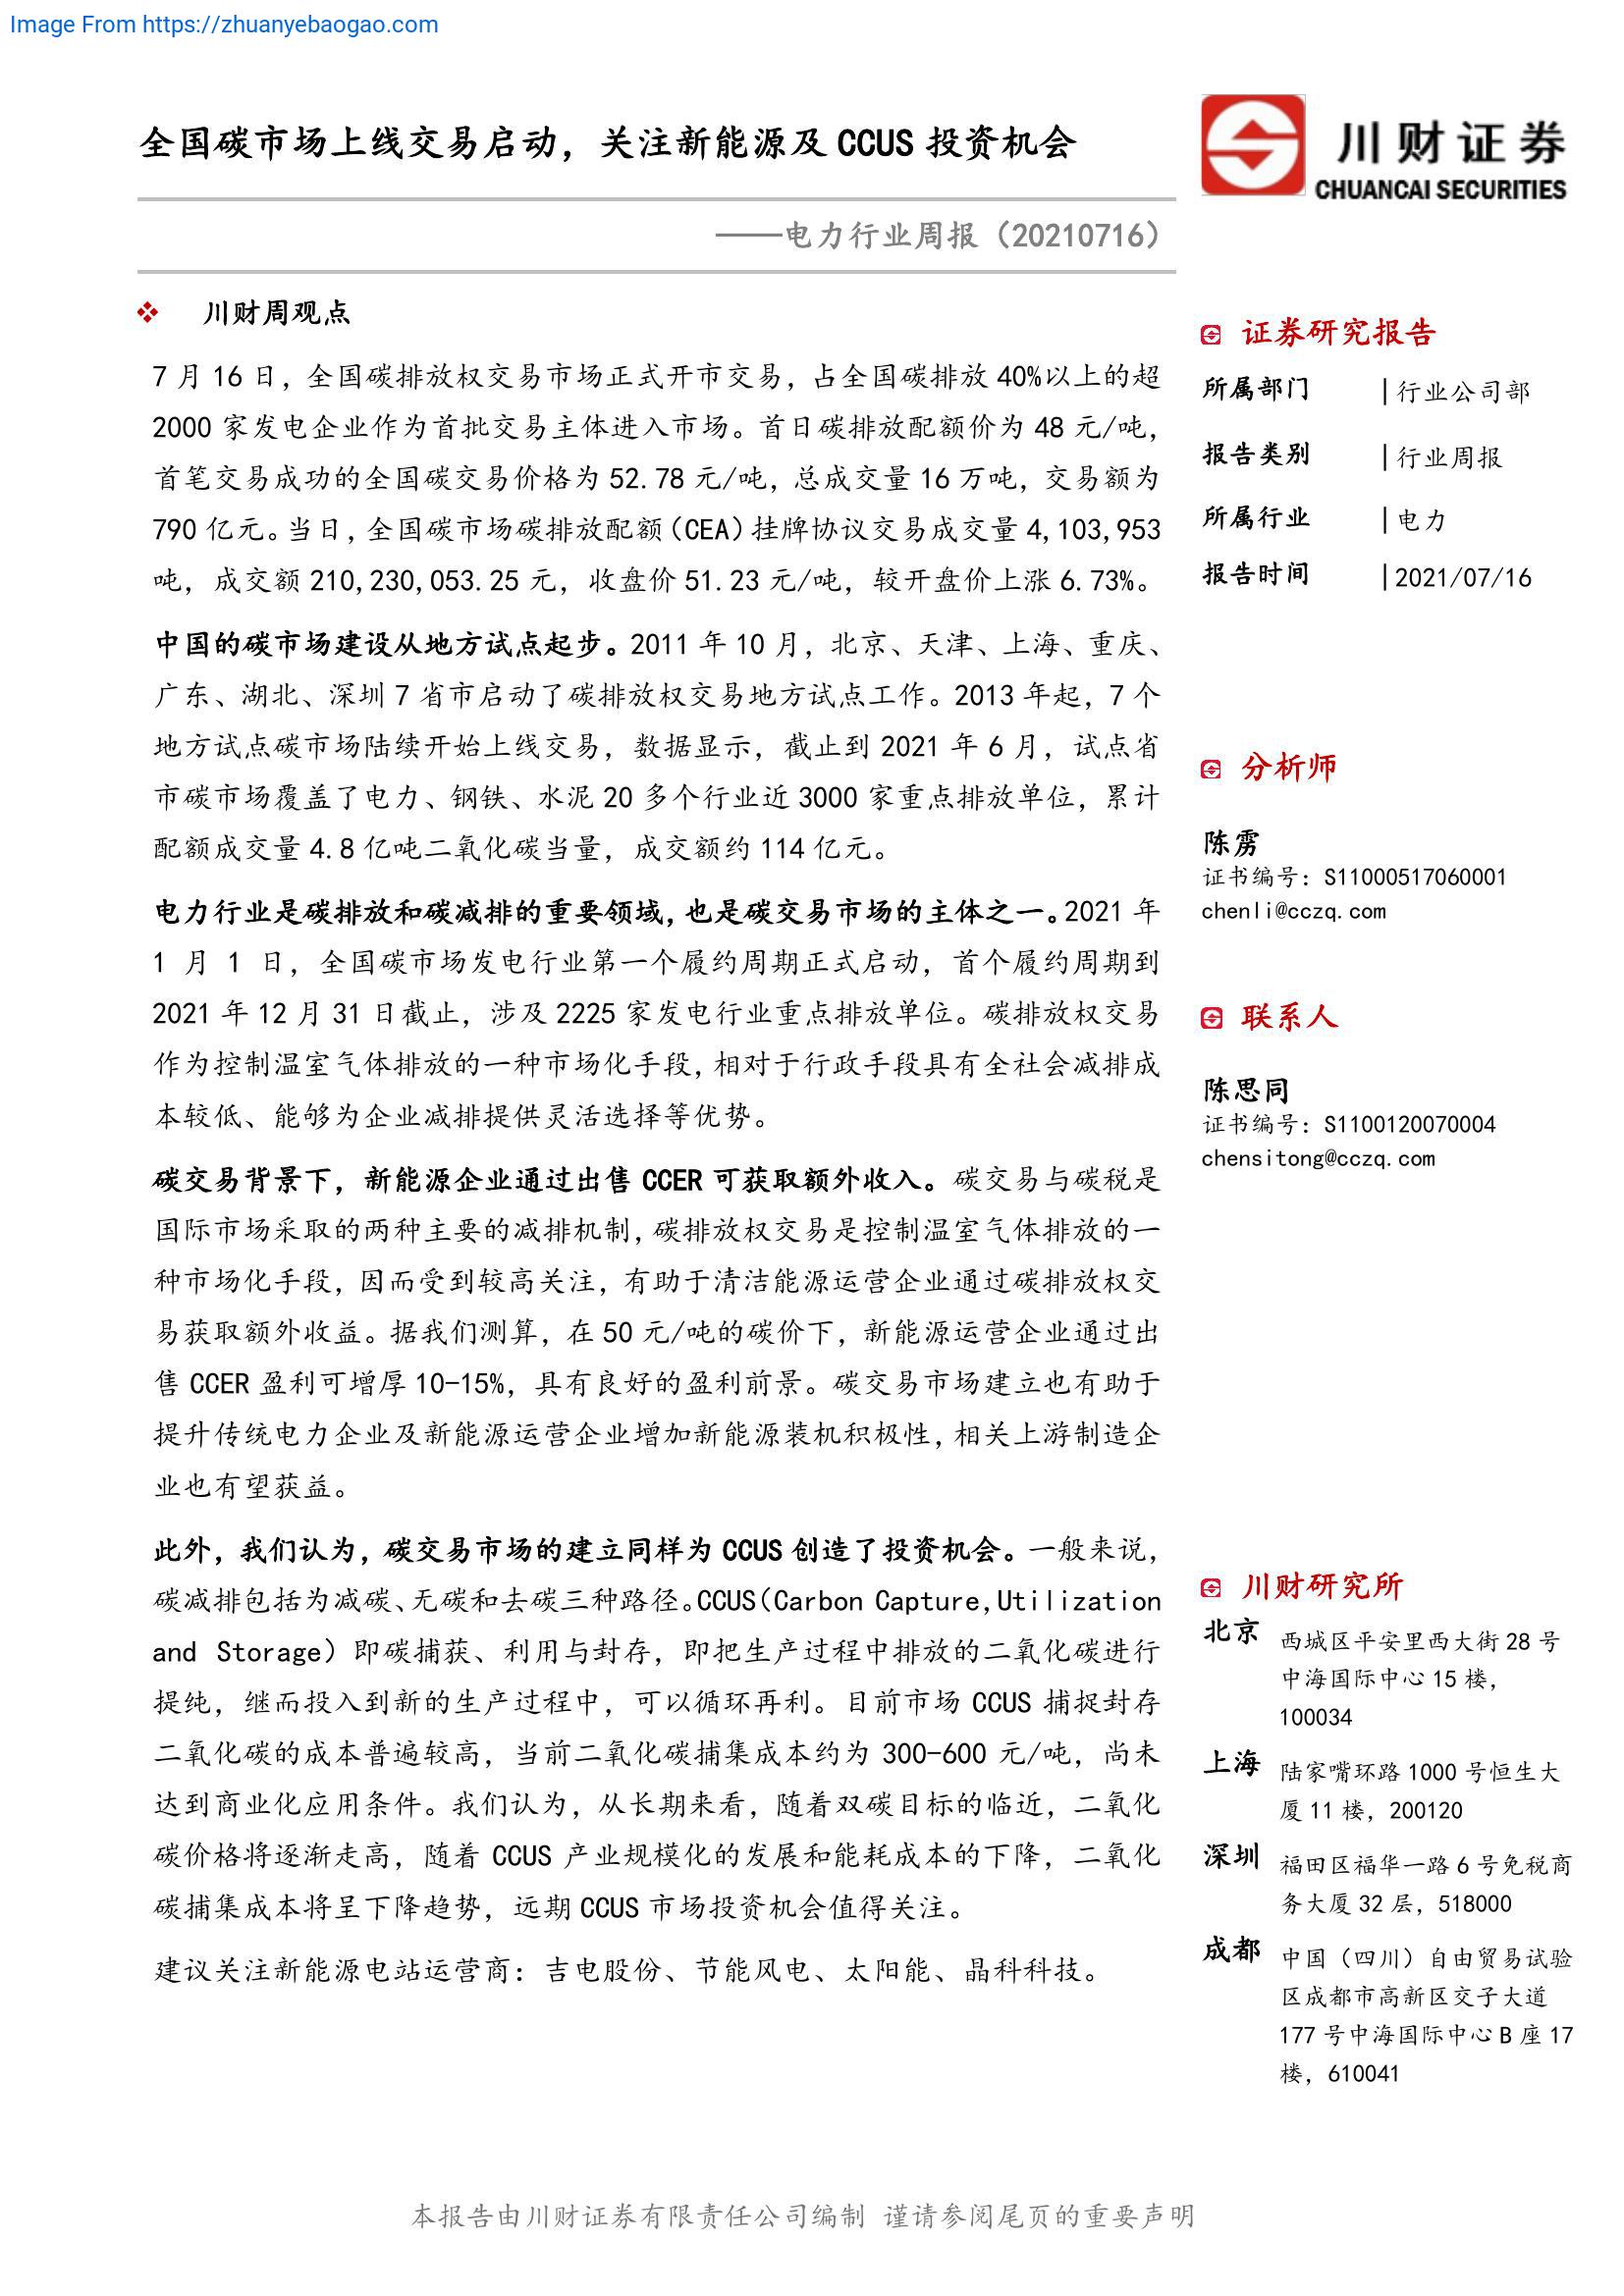 Image From https://zhuanyebaogao.com
全国碳市场上线交易启动，关注新能源及 CCUS 投资机会
川财证券
CHUANCAI SECURITIES
——电力行业周报（20210716）
川财周观点
7 月 16 日，全国碳排放权交易市场正式开市交易，占全国碳排放 40%以上的超
2000 家发电企业作为首批交易主体进入市场。首日碳排放配额价为 48 元/吨，
首笔交易成功的全国碳交易价格为 52.78 元/吨，总成交量 16 万吨，交易额为
790 亿元。当日，全国碳市场碳排放配额（CEA）挂牌协议交易成交量 4,103,953
吨，成交额 210,230,053.25 元，收盘价 51.23 元/吨，较开盘价上涨 6.73%。
中国的碳市场建设从地方试点起步。2011 年 10 月，北京、天津、上海、重庆、
广东、湖北、深圳 7 省市启动了碳排放权交易地方试点工作。2013 年起，7 个
地方试点碳市场陆续开始上线交易，数据显示，截止到 2021 年 6 月，试点省
市碳市场覆盖了电力、钢铁、水泥 20 多个行业近 3000 家重点排放单位，累计
配额成交量 4.8 亿吨二氧化碳当量，成交额约 114 亿元。
电力行业是碳排放和碳减排的重要领域，也是碳交易市场的主体之一。2021 年
1 月 1 日，全国碳市场发电行业第一个履约周期正式启动，首个履约周期到
2021 年 12 月 31 日截止，涉及 2225 家发电行业重点排放单位。碳排放权交易
作为控制温室气体排放的一种市场化手段，相对于行政手段具有全社会减排成
本较低、能够为企业减排提供灵活选择等优势。
碳交易背景下，新能源企业通过出售 CCER 可获取额外收入。碳交易与碳税是
国际市场采取的两种主要的减排机制，碳排放权交易是控制温室气体排放的一
种市场化手段，因而受到较高关注，有助于清洁能源运营企业通过碳排放权交
易获取额外收益。据我们测算，在 50 元/吨的碳价下，新能源运营企业通过出
售 CCER 盈利可增厚 10-15%，具有良好的盈利前景。碳交易市场建立也有助于
提升传统电力企业及新能源运营企业增加新能源装机积极性，相关上游制造企
业也有望获益。
此外，我们认为，碳交易市场的建立同样为 CCUS 创造了投资机会。一般来说，
碳减排包括为减碳、无碳和去碳三种路径。CCUS（Carbon Capture,Utilization
and Storage）即碳捕获、利用与封存，即把生产过程中排放的二氧化碳进行
提纯，继而投入到新的生产过程中，可以循环再利。目前市场 CCUS 捕捉封存
二氧化碳的成本普遍较高，当前二氧化碳捕集成本约为 300-600 元/吨，尚未
达到商业化应用条件。我们认为，从长期来看，随着双碳目标的临近，二氧化
碳价格将逐渐走高，随着 CCUS 产业规模化的发展和能耗成本的下降，二氧化
碳捕集成本将呈下降趋势，远期 CCUS 市场投资机会值得关注。
建议关注新能源电站运营商：吉电股份、节能风电、太阳能、晶科科技。
证券研究报告
所属部门 | 行业公司部
报告类别 | 行业周报
所属行业 | 电力
报告时间 | 2021/07/16
分析师
陈雳
证书编号：S11000517060001
chenli@cczq.com
联系人
陈思同
证书编号：S1100120070004
chensitong@cczq.com
川财研究所
北京 西城区平安里西大街 28 号
中海国际中心 15 楼，
100034
上海 陆家嘴环路 1000 号恒生大
厦 11 楼，200120
深圳 福田区福华一路 6 号免税商
务大厦 32 层，518000
成都 中国（四川）自由贸易试验
区成都市高新区交子大道
177 号中海国际中心 B 座 17
楼，610041
本报告由川财证券有限责任公司编制 谨请参阅尾页的重要声明